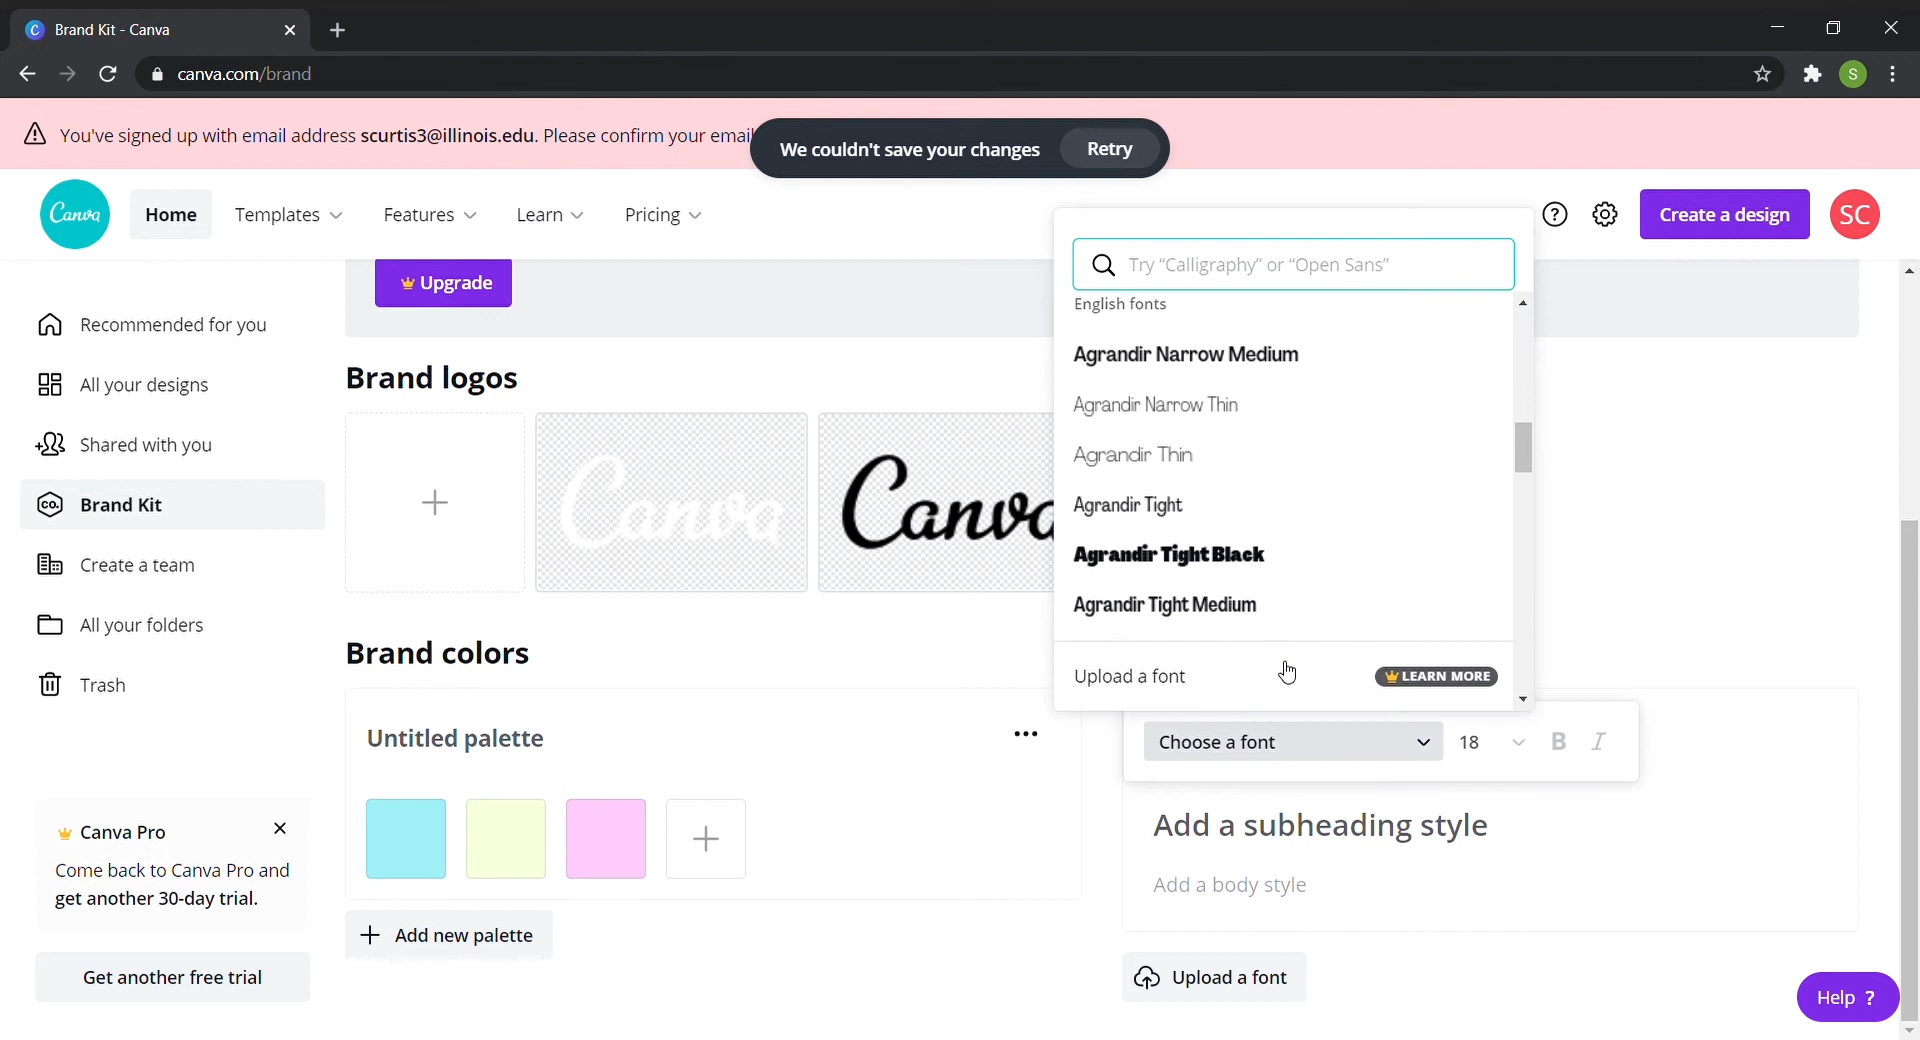 Brand Kit - Canva
canva.com/brand
S
You've signed up with email address scurtis3@illinois.edu. Please confirm your email
We couldn't save your changes
Retry
Canva
Home
Templates
Features
Learn
Pricing
?
Create a design
SC
Recommended for you
All your designs
Shared with you
CO.
Brand Kit
Create a team
All your folders
Trash
Canva Pro
Come back to Canva Pro and
get another 30-day trial.
Get another free trial
Upgrade
Brand logos
Canva
Canva
Brand colors
Untitled palette
Add new palette
Try “Calligraphy” or “Open Sans”
English fonts
Agrandir Narrow Medium
Agrandir Narrow Thin
Agrandir Thin
Agrandir Tight
Agrandir Tight Black
Agrandir Tight Medium
Upload a font
LEARN MORE
Choose a font
18
B
I
Add a subheading style
Add a body style
Upload a font
Help ?